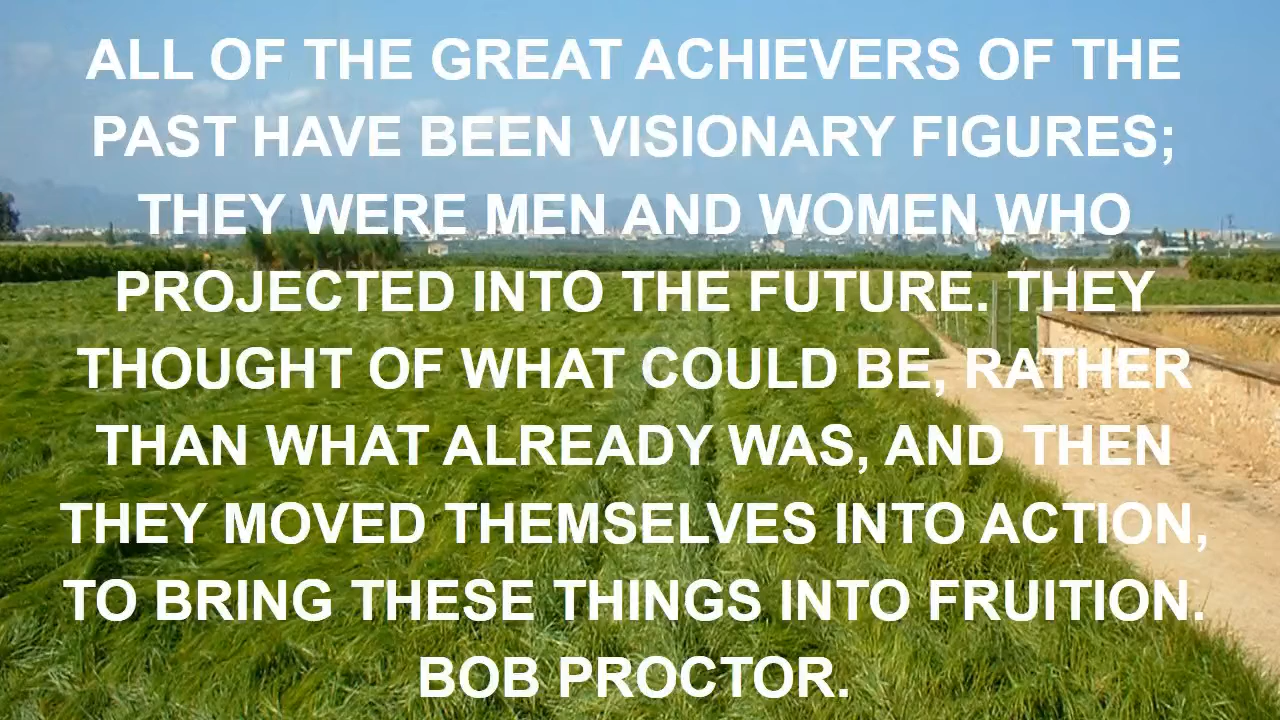 ALL OF THE GREAT ACHIEVERS OF THE
PAST HAVE BEEN VISIONARY FIGURES;
THEY WERE MEN AND WOMEN WHO
PROJECTED INTO THE FUTURE. THEY
THOUGHT OF WHAT COULD BE, RATHER
THAN WHAT ALREADY WAS, AND THEN
THEY MOVED THEMSELVES INTO ACTION,
TO BRING THESE THINGS INTO FRUITION.
BOB PROCTOR.